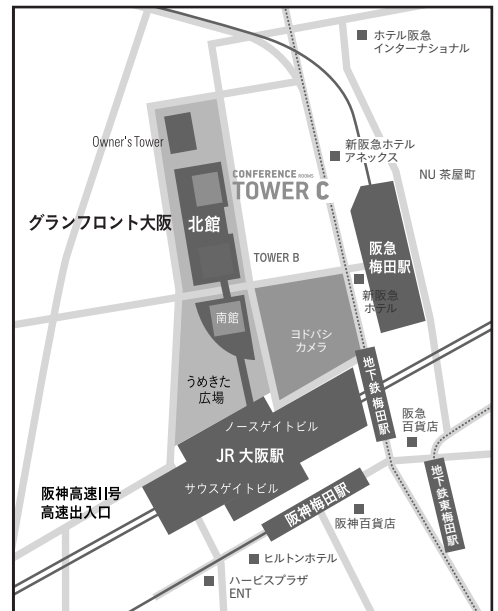 ホテル阪急
インターナショナル
Owner's Tower
新阪急ホテル
アネックス
CONFERENCE ROOMS
TOWER C
NU 茶屋町
グランフロント大阪
北館
TOWER B
阪急
梅田駅
新阪急
ホテル
南館
ヨドバシ
カメラ
うめきた
広場
地下鉄梅田駅
ノースゲイトビル
阪急
百貨店
JR 大阪駅
サウスゲイトビル
地下鉄東梅田駅
阪神高速11号
高速出入口
阪神梅田駅
阪神百貨店
ヒルトンホテル
ハービスプラザ
ENT